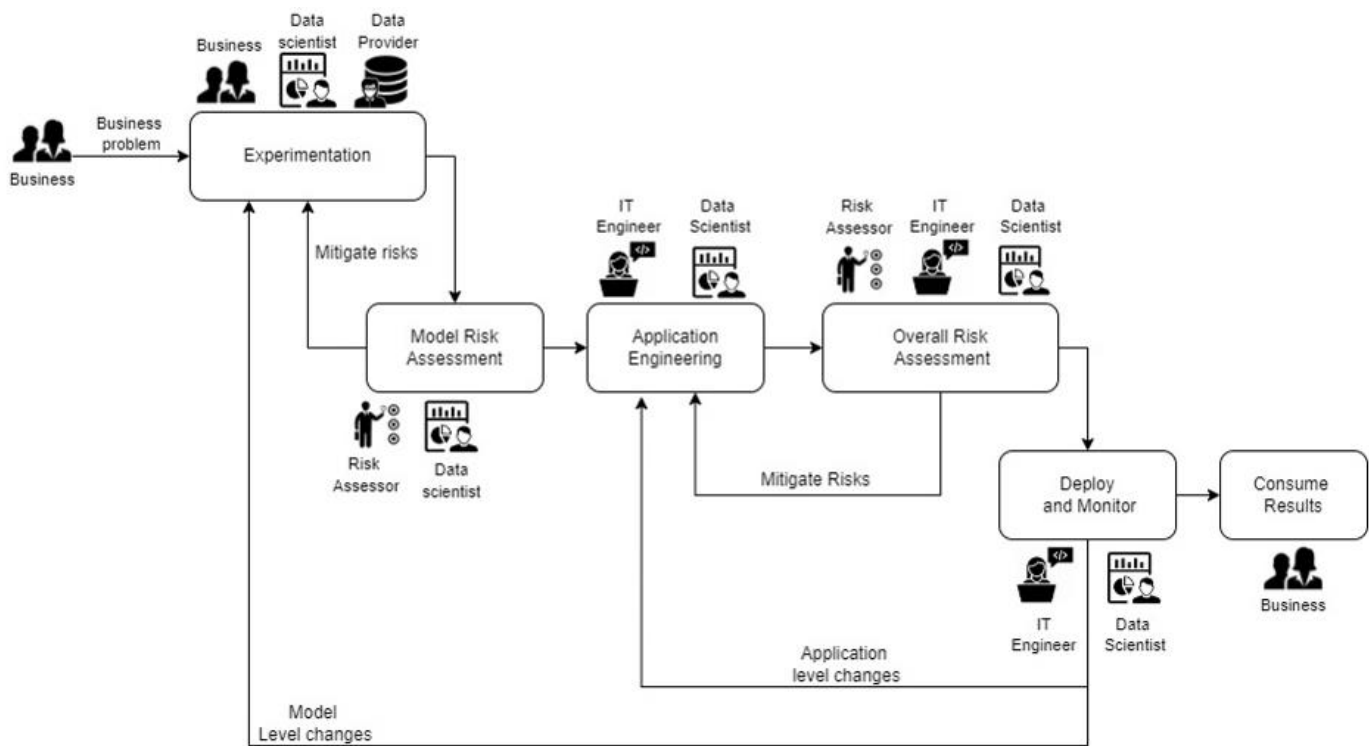 Data
scientist
Data
Provider
Business
Business
problem
Business
Experimentation
Mitigate risks
IT
Engineer
Data
Scientist
Risk
Assessor
IT
Engineer
Data
Scientist
Model Risk
Assessment
Application
Engineering
Overall Risk
Assessment
Risk
Assessor
Data
scientist
Mitigate Risks
Deploy
and Monitor
Consume
Results
IT
Engineer
Data
Scientist
Business
Application
level changes
Model
Level changes